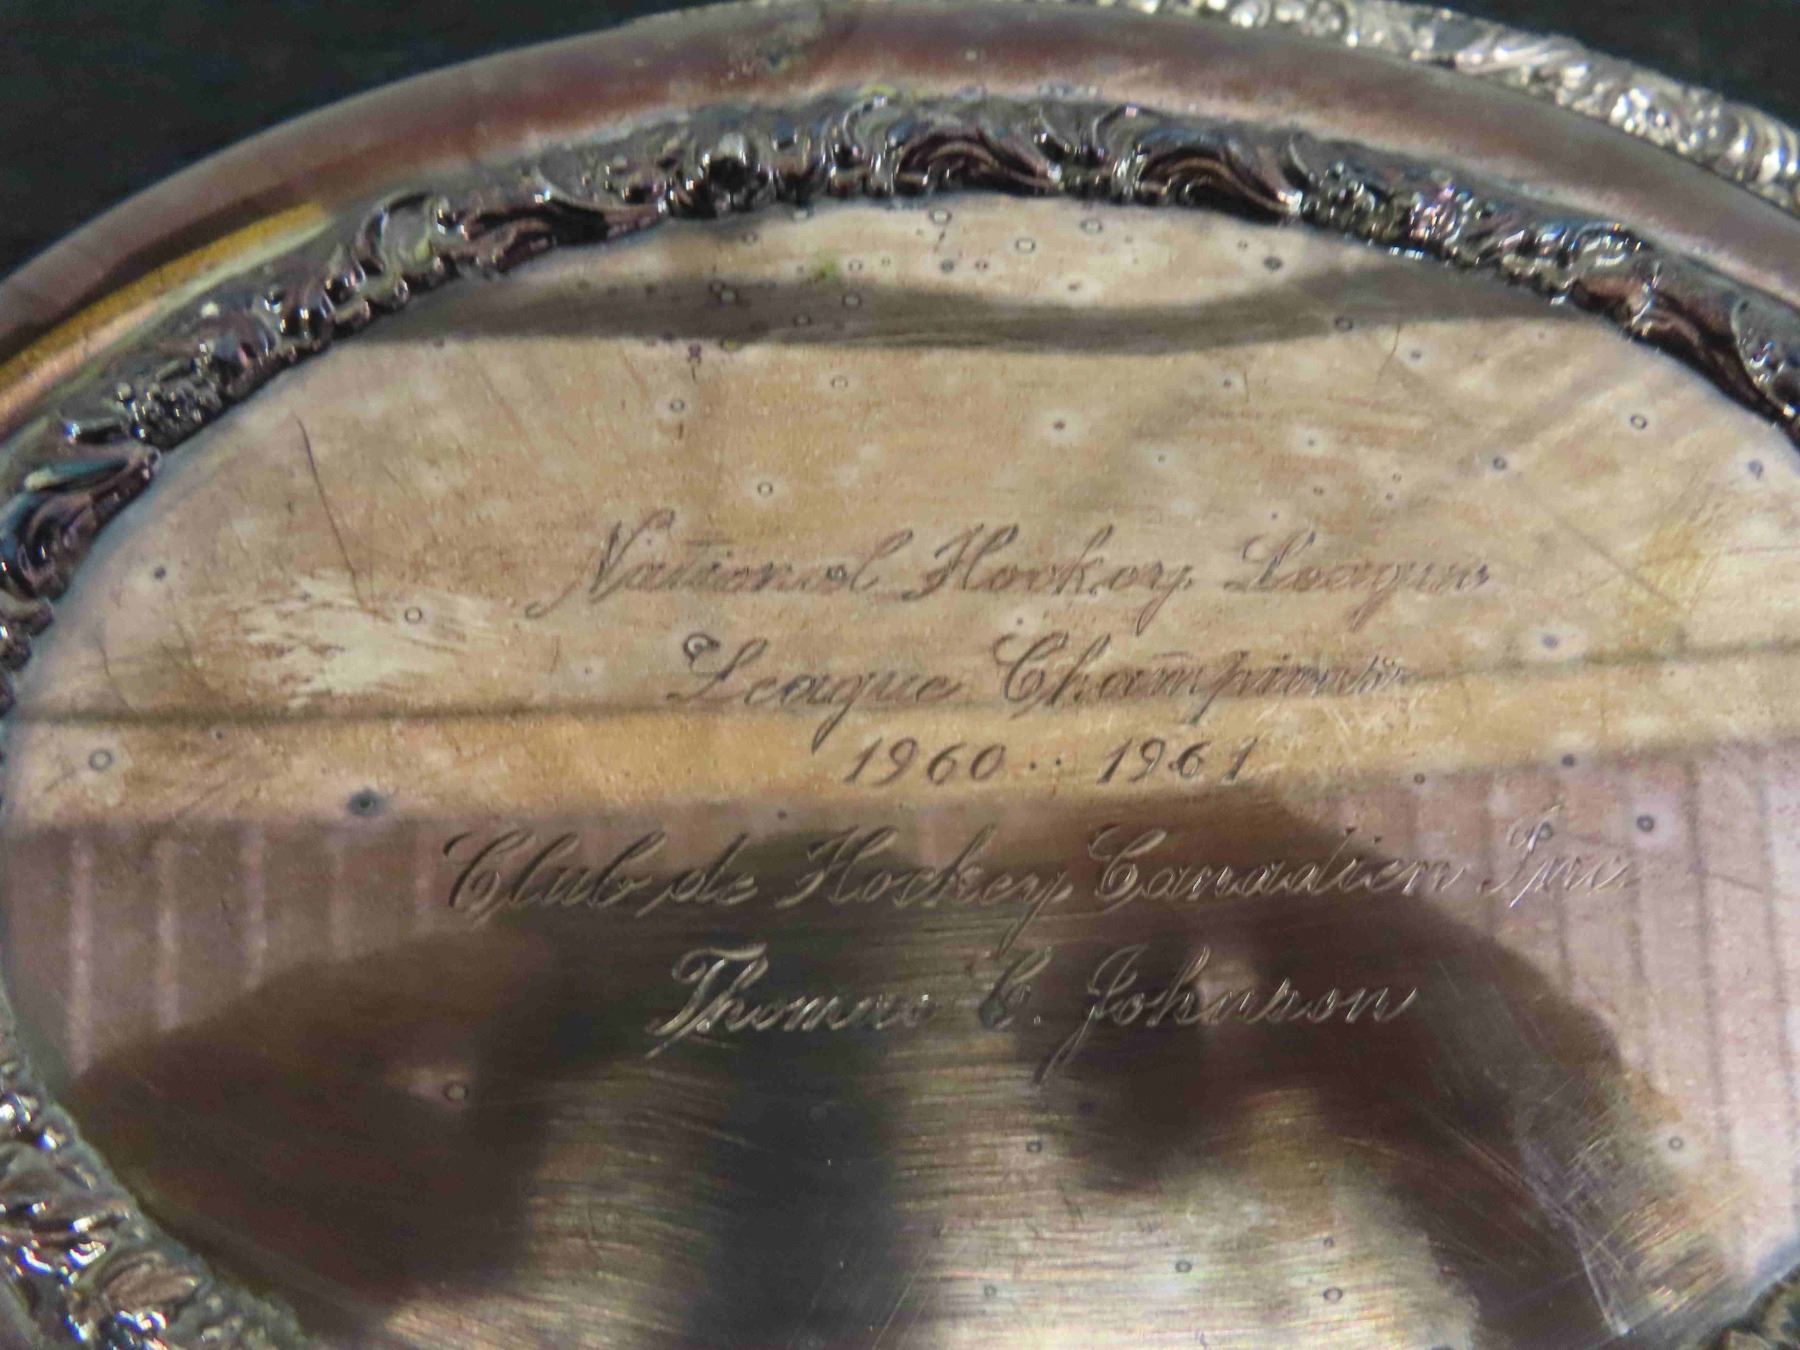 National Hockey League
League Champions
1960 .. 1961
Club de Hockey Canadien Inc.
Thomas C. Johnson